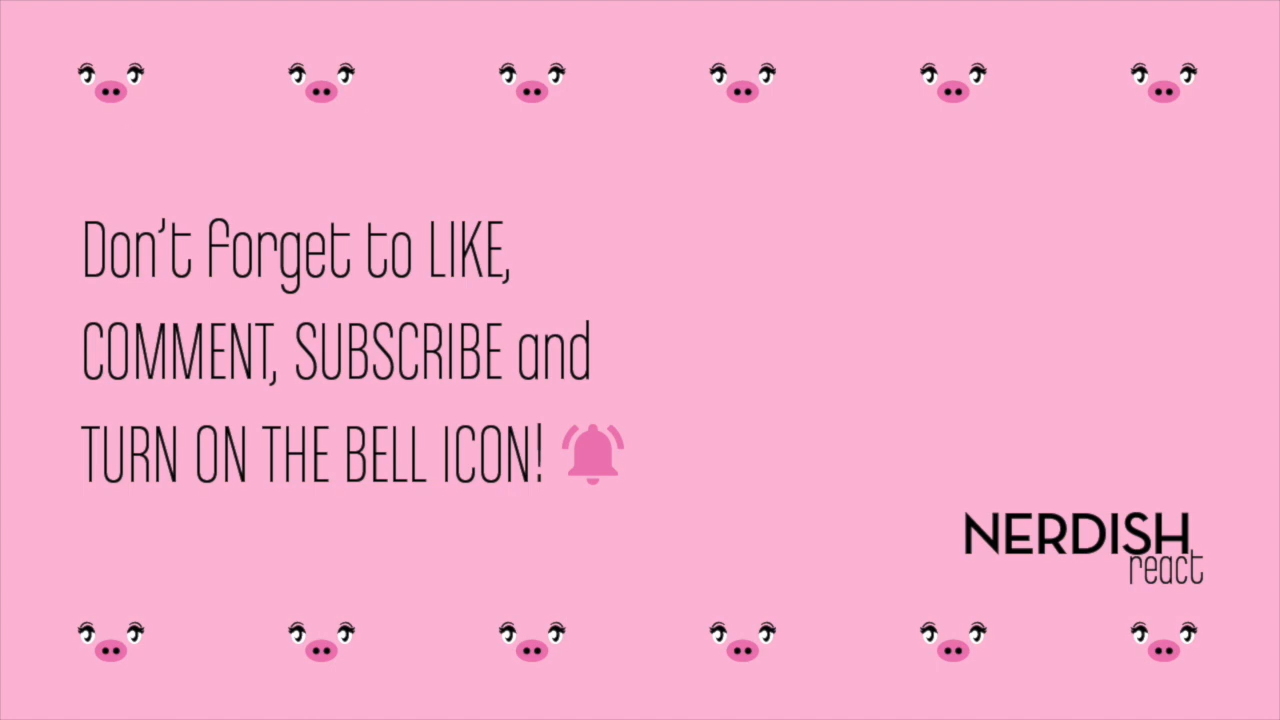 Don't forget to LIKE,
COMMENT, SUBSCRIBE and
TURN ON THE BELL ICON!
NERDISH
react